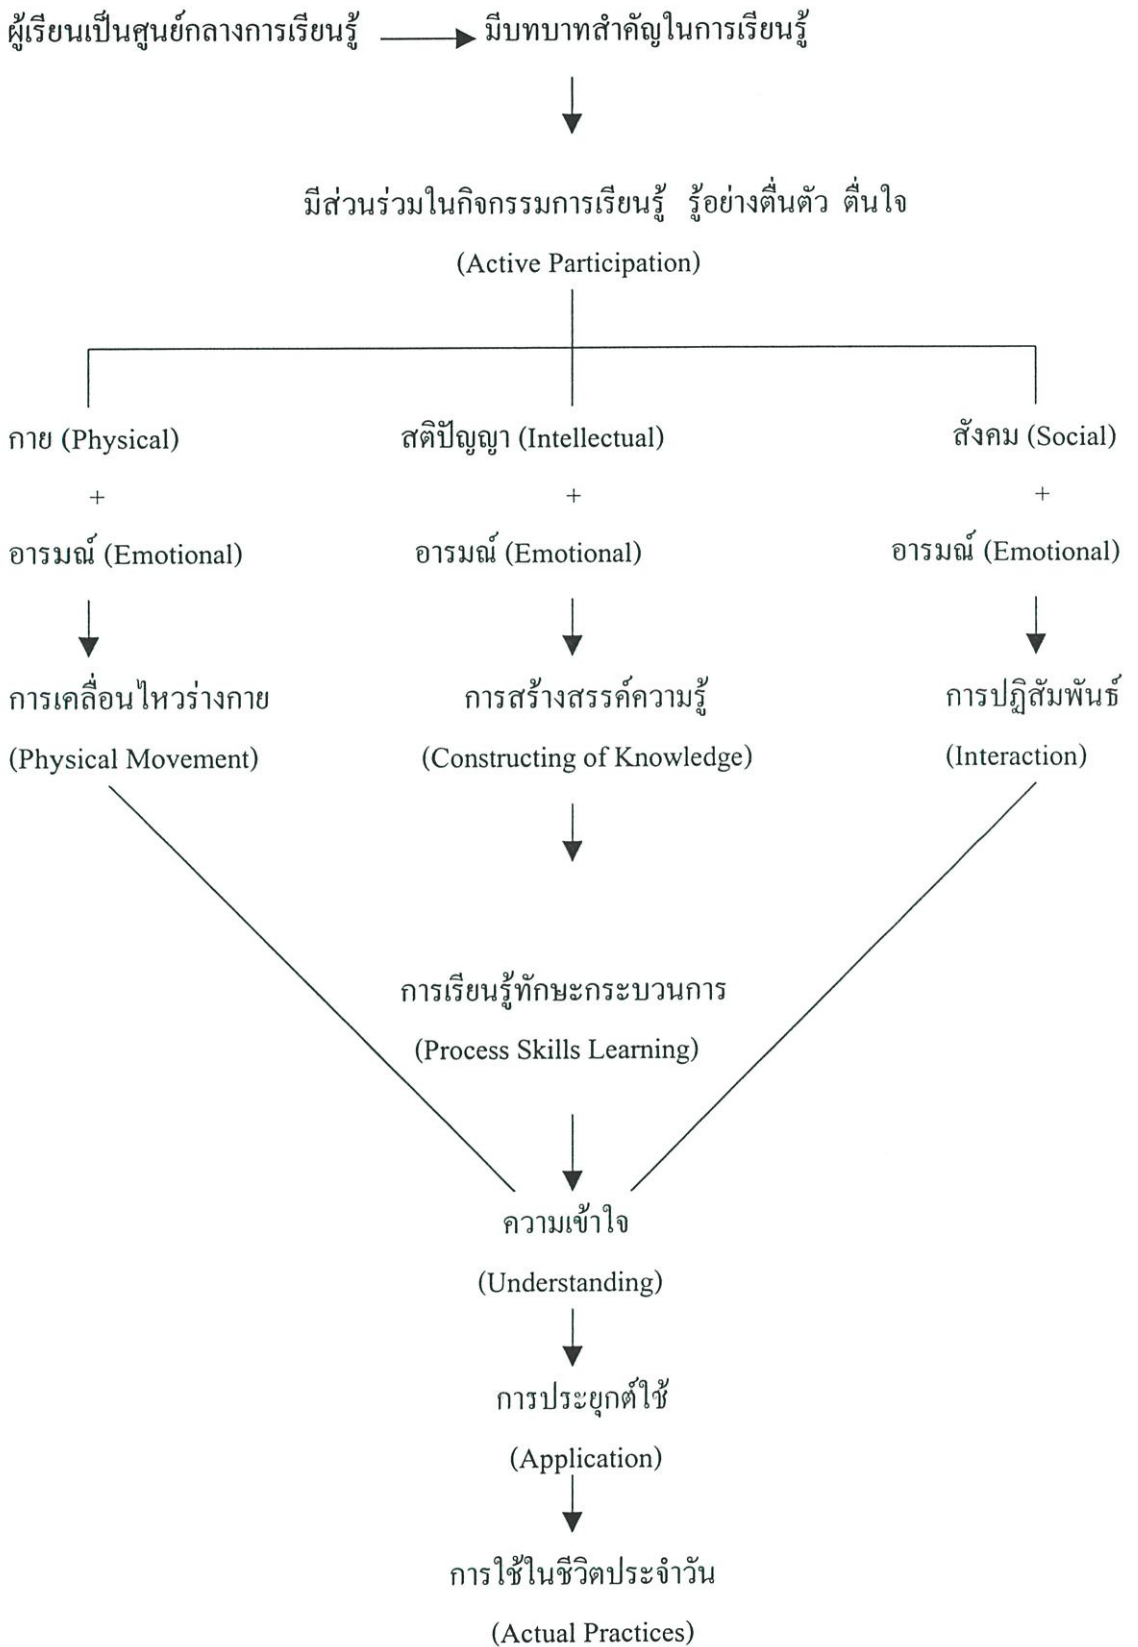 ผู้เรียนเป็นศูนย์กลางการเรียนรู้ มีบทบาทสำคัญในการเรียนรู้
มีส่วนร่วมในกิจกรรมการเรียนรู้ รู้อย่างตื่นตัว ตื่นใจ
(Active Participation)
กาย (Physical) สติปัญญา (Intellectual) สังคม (Social)
+ + +
อารมณ์ (Emotional) อารมณ์ (Emotional) อารมณ์ (Emotional)
การเคลื่อนไหวร่างกาย การสร้างสรรค์ความรู้ การปฏิสัมพันธ์
(Physical Movement) (Constructing of Knowledge) (Interaction)
การเรียนรู้ทักษะกระบวนการ
(Process Skills Learning)
ความเข้าใจ
(Understanding)
การประยุกต์ใช้
(Application)
การใช้ในชีวิตประจำวัน
(Actual Practices)